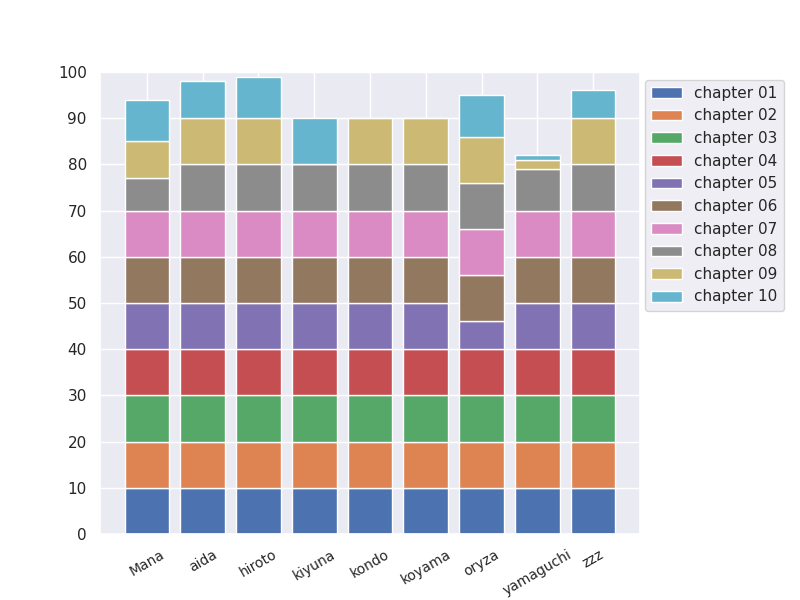 100
90
80
70
60
50
40
30
20
10
0
Mana
aida
hiroto
kiyuna
kondo
koyama
oryza
yamaguchi
zzz
chapter 01
chapter 02
chapter 03
chapter 04
chapter 05
chapter 06
chapter 07
chapter 08
chapter 09
chapter 10